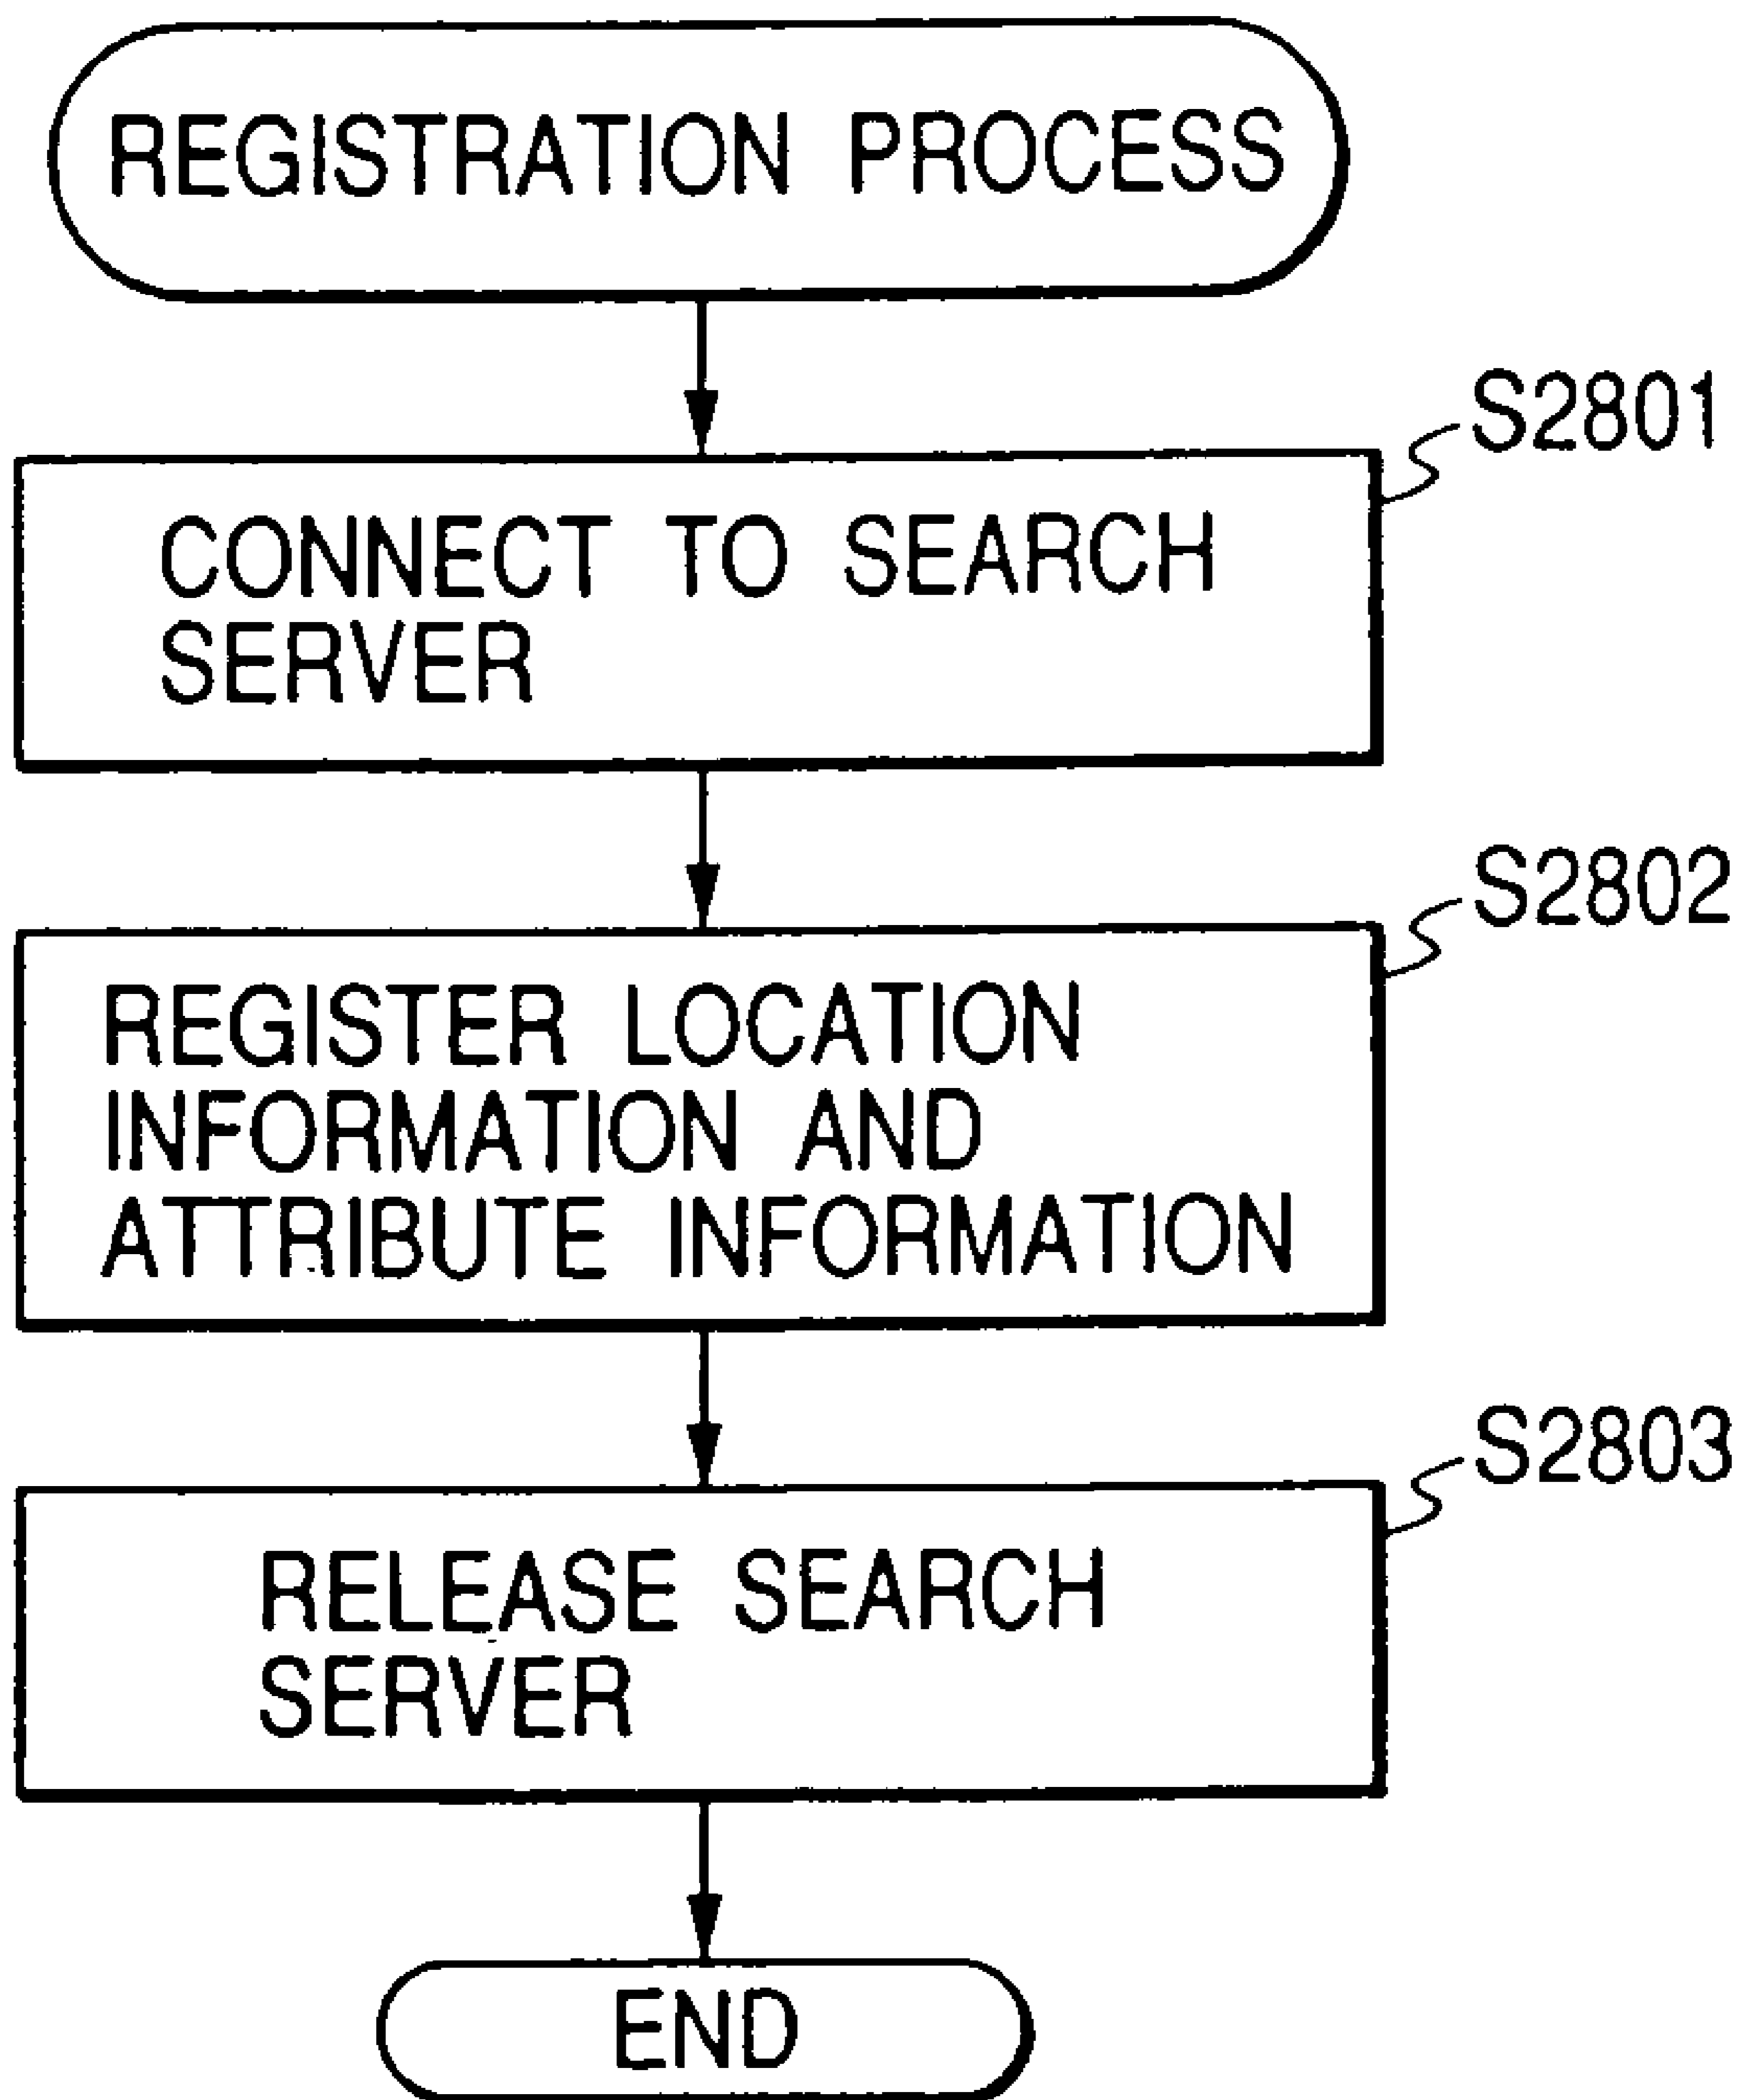 REGISTRATION PROCESS
S2801
CONNECT TO SEARCH
SERVER
S2802
REGISTER LOCATION
INFORMATION AND
ATTRIBUTE INFORMATION
S2803
RELEASE SEARCH
SERVER
END